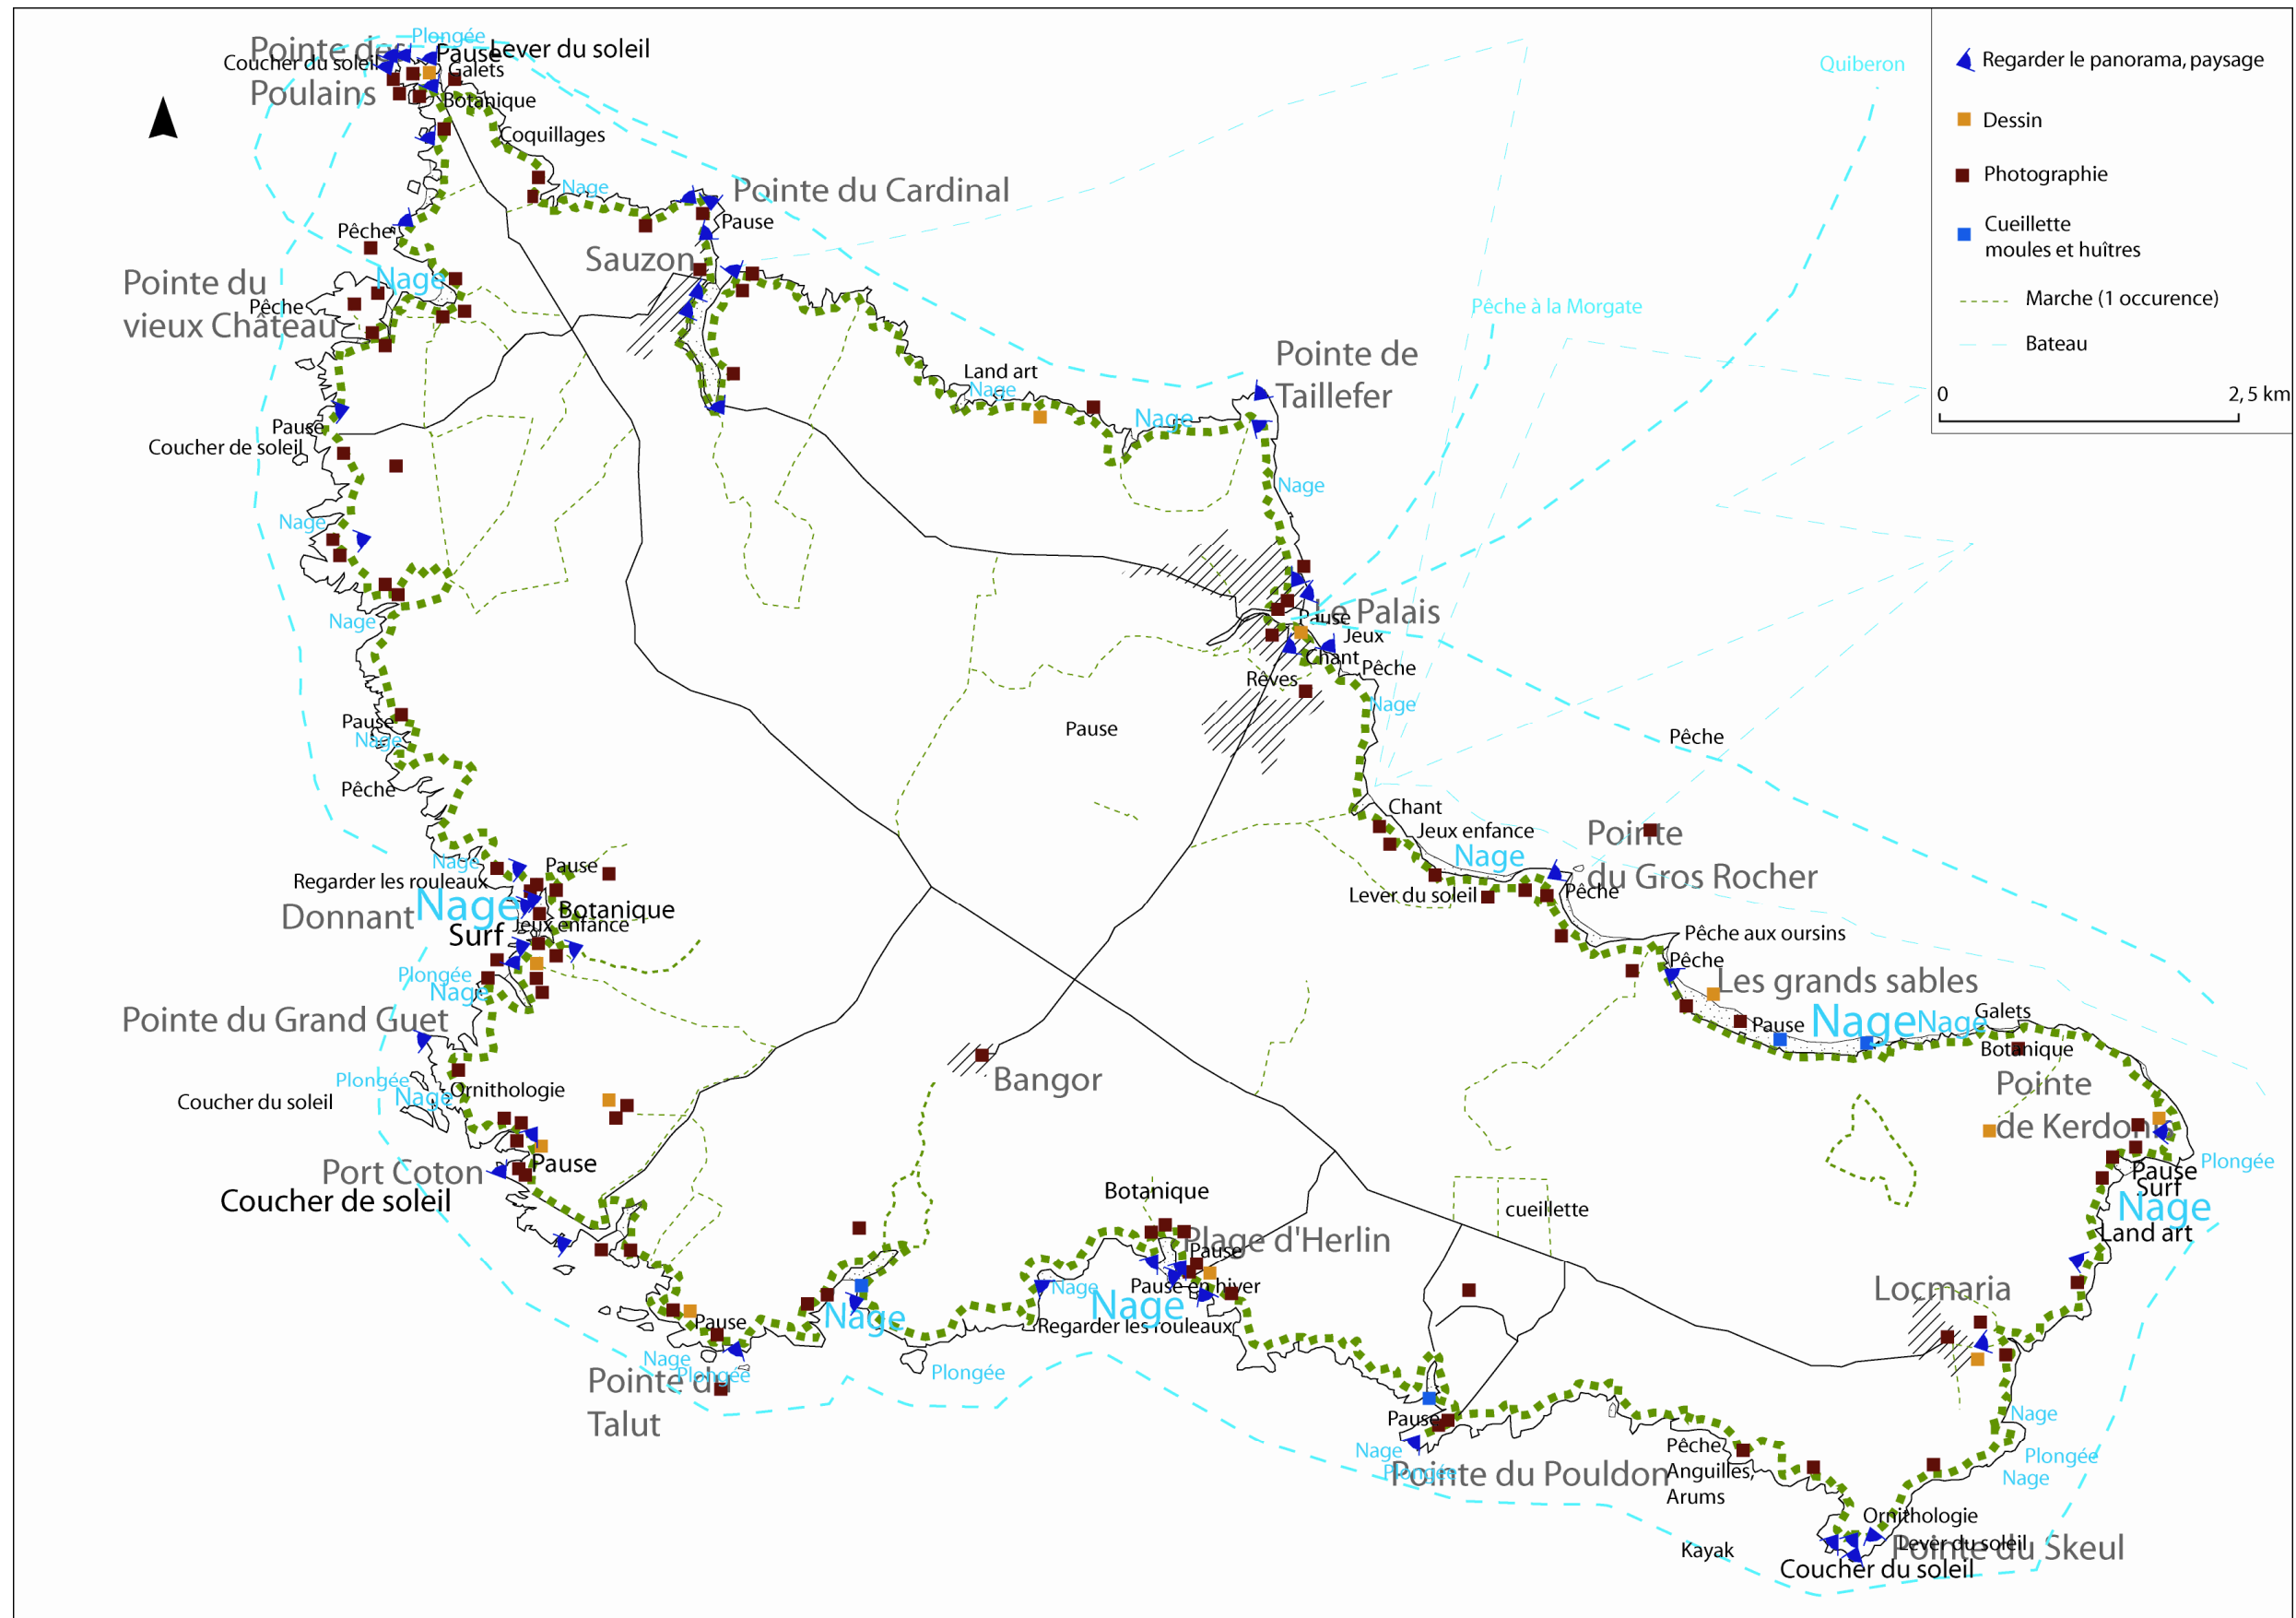 Plongée
Pointe des
Pause
Lever du soleil
Coucher du soleil
Galets
Poulains
Botanique
Coquillages
Nage
Pointe du Cardinal
Pause
Pêche
Sauzon
Nage
Pointe du
Pêche
vieux Château
Quiberon
Pêche à la Morgate
Regarder le panorama, paysage
Dessin
Photographie
Cueillette
moules et huîtres
Marche (1 occurence)
Bateau
0
2, 5 km
Land art
Nage
Pointe de
Taillefer
Nage
Pause
Coucher de soleil
Nage
Nage
Nage
Le Palais
Pause
Jeux
Chant
Pêche
Rêves
Nage
Pause
Nage
Pause
Pêche
Pêche
Chant
Jeux enfance
Nage
Pointe
du Gros Rocher
Pêche
Lever du soleil
Nage
Pause
Regarder les rouleaux
Donnant
Nage
Botanique
Jeux enfance
Surf
Plongée
Nage
Pêche aux oursins
Pêche
Les grands sables
Pause
Nage
Nage
Galets
Botanique
Pointe du Grand Guet
Plongée
Nage
Ornithologie
Coucher du soleil
Bangor
Pointe
de Kerdonis
Port Coton
Pause
Coucher de soleil
Plongée
Pause
Surf
Nage
Land art
Botanique
Plage d'Herlin
Pause
Pause en hiver
Nage
Nage
Regarder les rouleaux
cueillette
Locmaria
Nage
Pause
Nage
Plongée
Pointe du
Talut
Plongée
Pause
Nage
Plongée
Pointe du Pouldon
Pêche,
Anguilles,
Arums
Nage
Plongée
Nage
Ornithologie
Lever du soleil
Pointe du Skeul
Kayak
Coucher du soleil